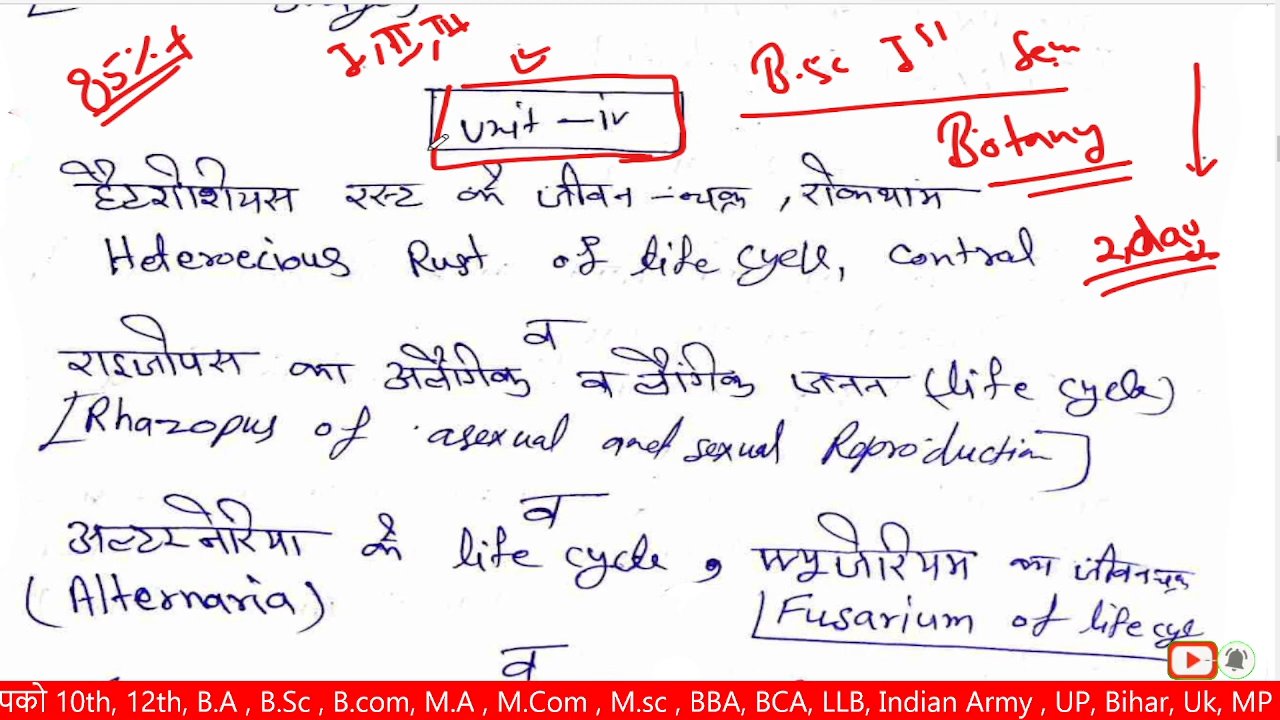 85%+
I, II, III
B.Sc Ist Sem
Unit - iv
Botany
हैटरोशियस रस्ट के जीवन-चक्र, रोकथाम
Heteroecious Rust of life cycle, control
2 day
व
राइजोपस का अलैंगिक व लैंगिक जनन (life cycle)
[Rhazopus of asexual and sexual Reproduction]
व
अल्टरनेरिया के life cycle, फ्यूजेरियम का जीवनचक्र
(Alternaria) [Fusarium of life cyc
व
पको 10th, 12th, B.A , B.Sc , B.com, M.A , M.Com , M.sc , BBA, BCA, LLB, Indian Army , UP, Bihar, Uk, MP